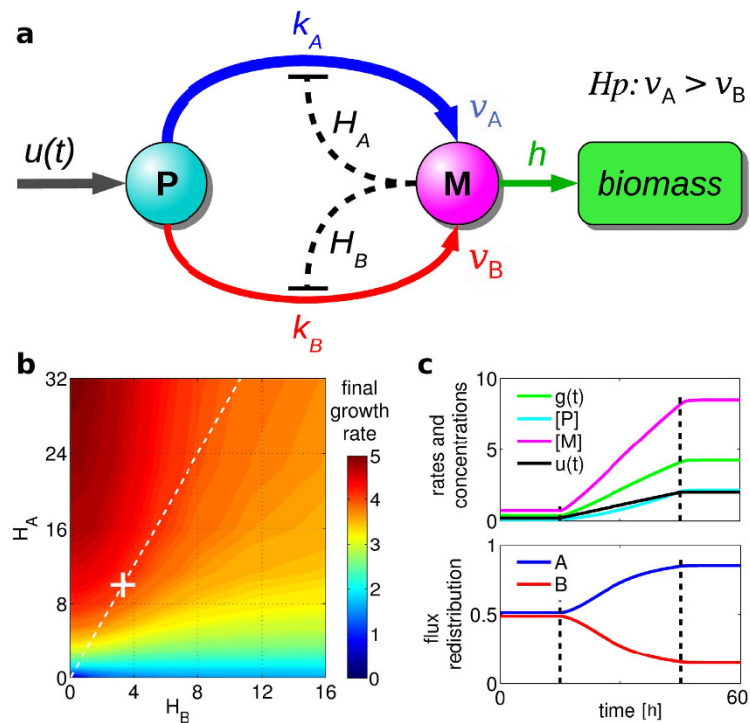 a
k_A
Hp: ν_A > ν_B
u(t)
P
H_A
H_B
M
ν_A
ν_B
h
biomass
k_B
b
32
24
16
8
0
H_A
0 4 8 12 16
H_B
final
growth
rate
5
4
3
2
1
0
c
10
5
0
rates and
concentrations
g(t)
[P]
[M]
u(t)
1
0.5
0
flux
redistribution
A
B
0 20 40 60
time [h]